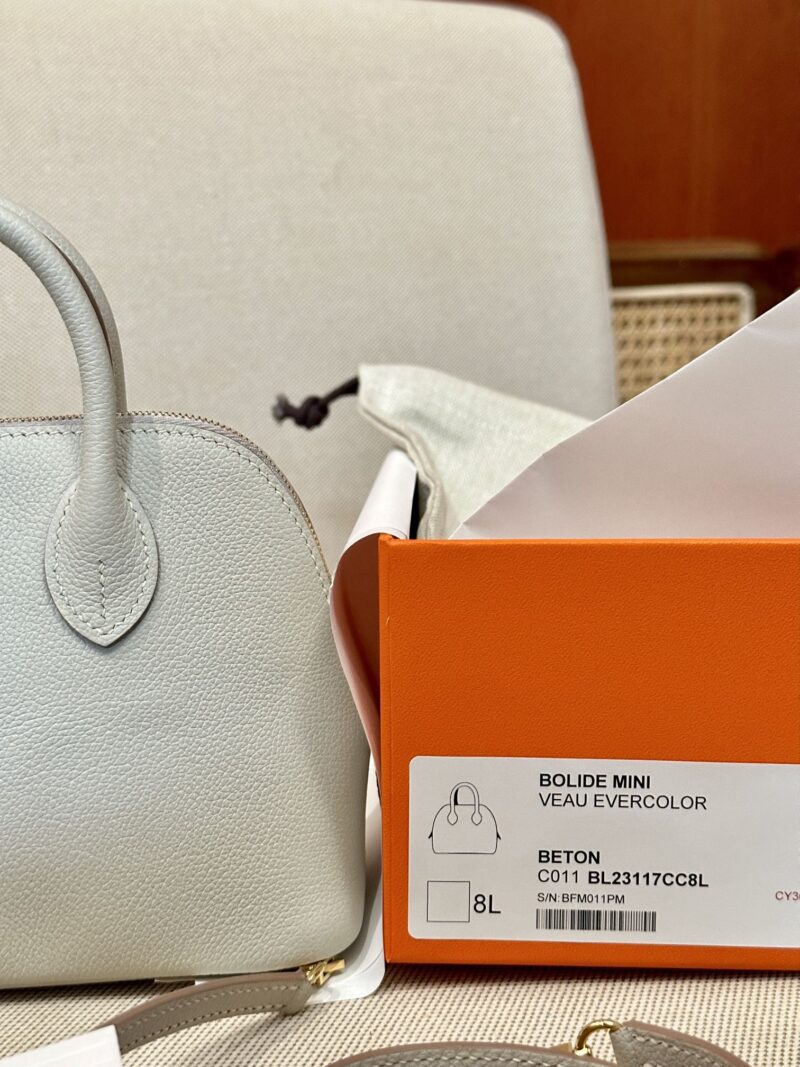 BOLIDE MINI
VEAU EVERCOLOR
BETON
C011 BL23117CC8L
S/N: BFM011PM
8L